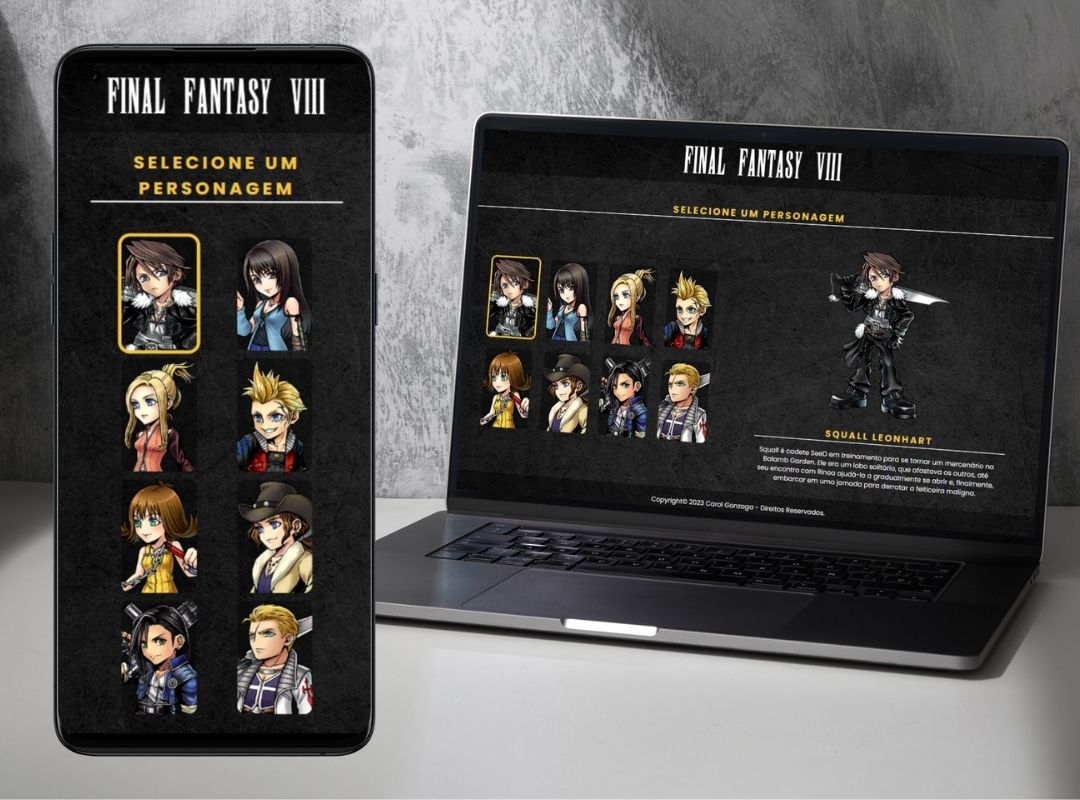 FINAL FANTASY VIII
SELECIONE UM
PERSONAGEM
FINAL FANTASY VIII
SELECIONE UM PERSONAGEM
SQUALL LEONHART
Squall é cadete SeeD em treinamento para se tornar um mercenário na
Balamb Garden. Ele era um lobo solitário, que afastava os outros, até
seu encontro com Rinoa ajudá-lo a gradualmente se abrir e, finalmente,
embarcar em uma jornada para derrotar a feiticeira maligna.
Copyright© 2023 Carol Gonzaga - Direitos Reservados.